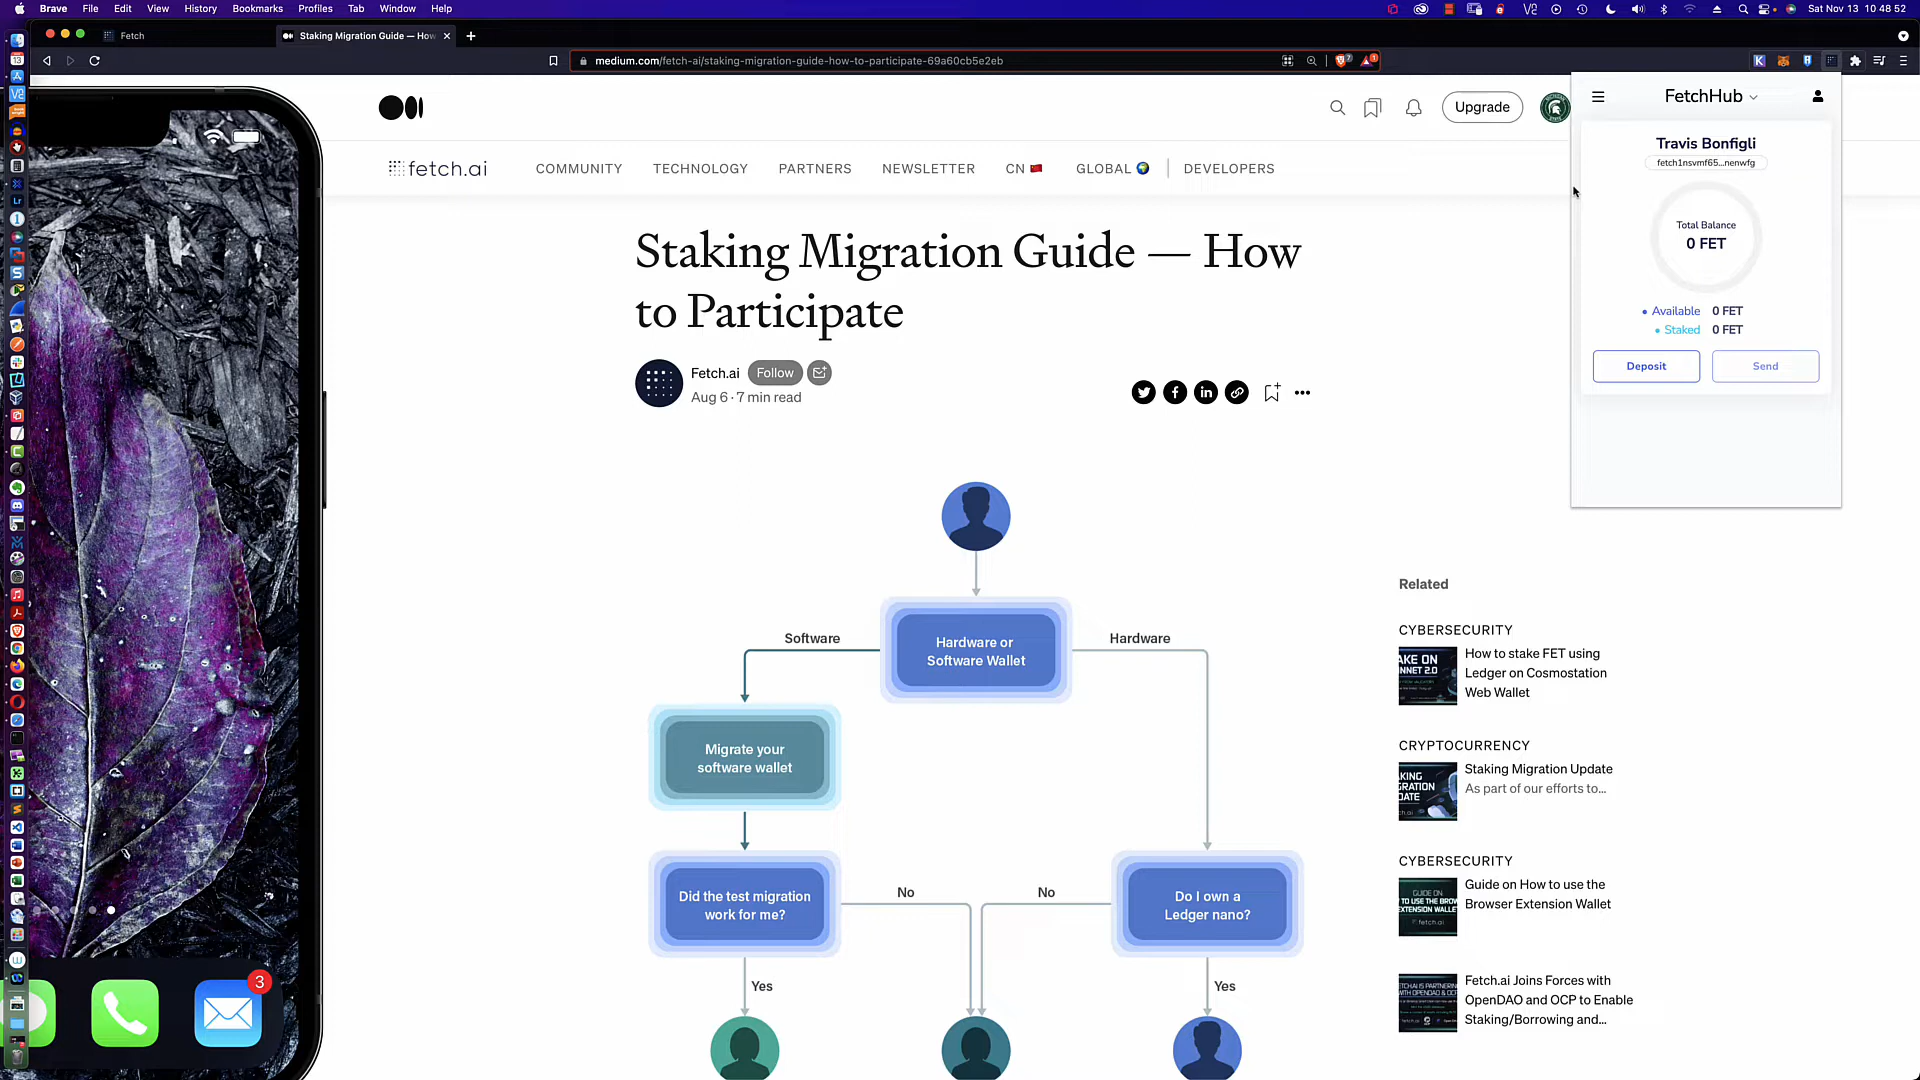 Brave File Edit View History Bookmarks Profiles Tab Window Help
Sat Nov 13 10 48 52
Fetch
Staking Migration Guide — How
medium.com/fetch-ai/staking-migration-guide-how-to-participate-69a60cb5e2eb
Upgrade
fetch.ai
COMMUNITY TECHNOLOGY PARTNERS NEWSLETTER CN GLOBAL DEVELOPERS
Staking Migration Guide — How
to Participate
Fetch.ai Follow
Aug 6 · 7 min read
FetchHub
Travis Bonfigli
fetch1nsvmf65...nenwfg
Total Balance
0 FET
Available 0 FET
Staked 0 FET
Deposit Send
Hardware or
Software Wallet
Software
Hardware
Migrate your
software wallet
Did the test migration
work for me?
No
No
Do I own a
Ledger nano?
Yes
Yes
Related
CYBERSECURITY
How to stake FET using
Ledger on Cosmostation
Web Wallet
CRYPTOCURRENCY
Staking Migration Update
As part of our efforts to...
CYBERSECURITY
Guide on How to use the
Browser Extension Wallet
Fetch.ai Joins Forces with
OpenDAO and OCP to Enable
Staking/Borrowing and...
3